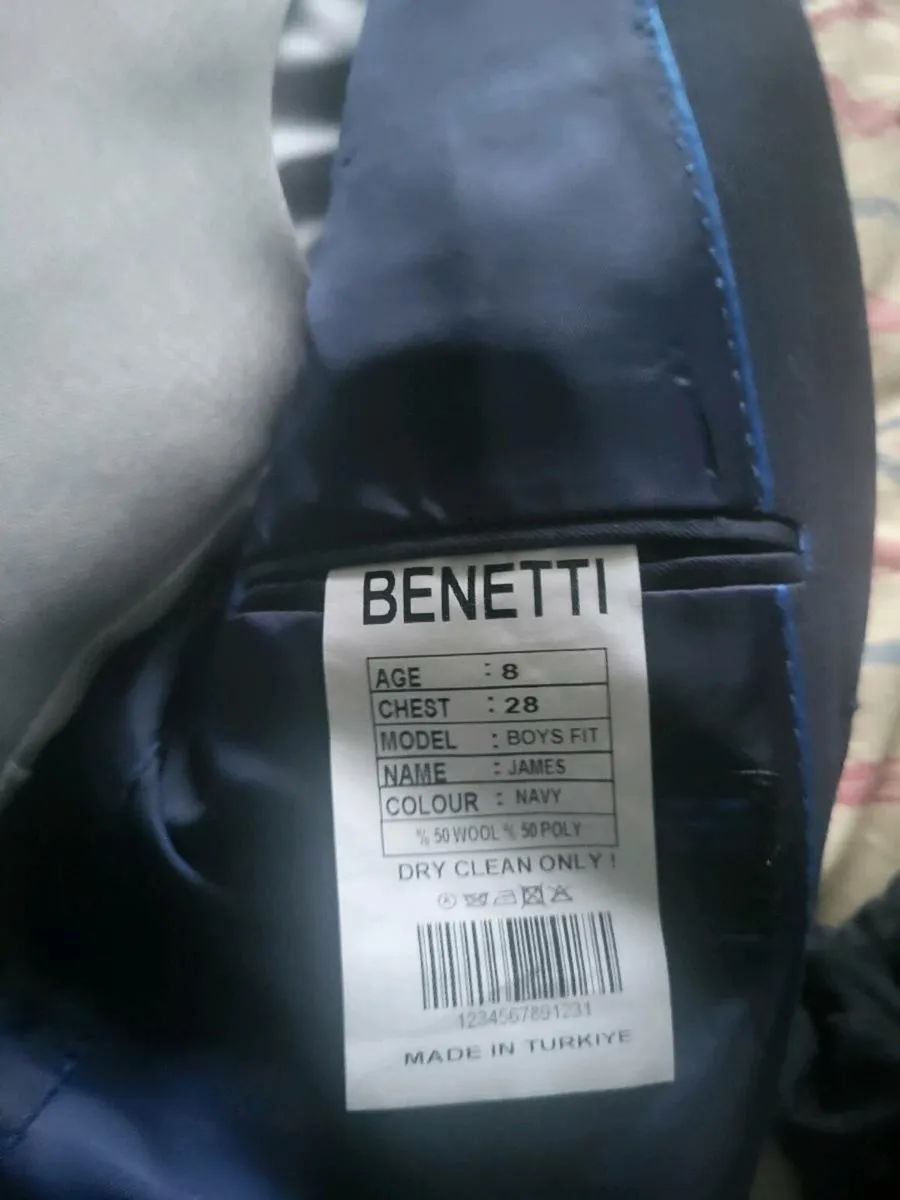 BENETTI
AGE : 8
CHEST : 28
MODEL : BOYS FIT
NAME : JAMES
COLOUR : NAVY
% 50 WOOL % 50 POLY
DRY CLEAN ONLY !
1234567891231
MADE IN TURKIYE